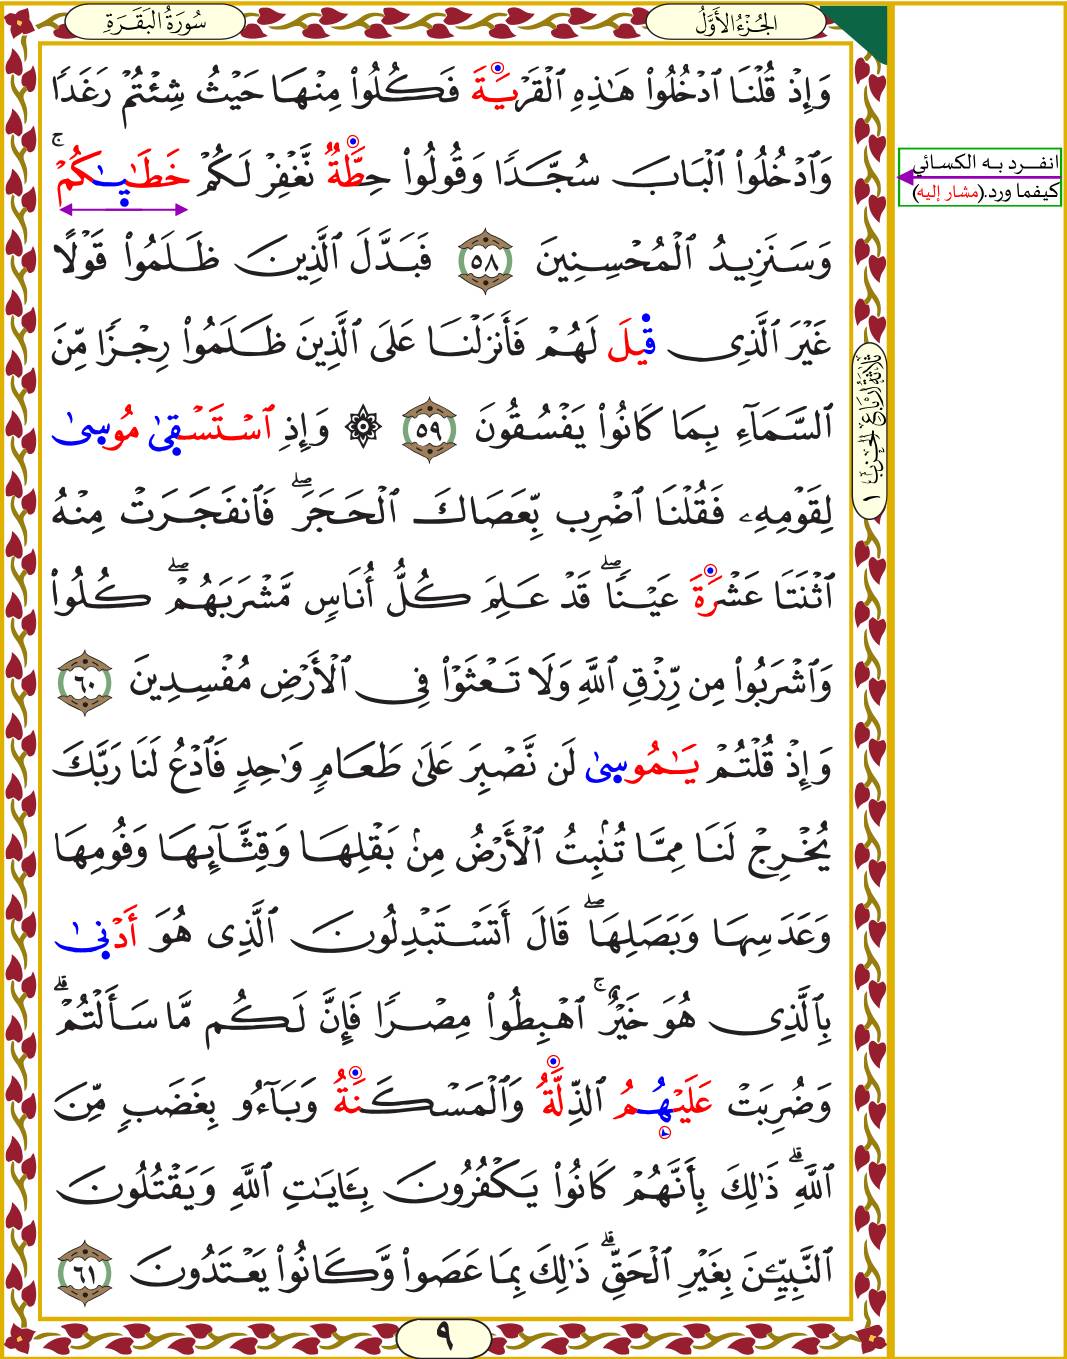 الجُزْءُ الأَوَّلُ
سُورَةُ البَقَرَةِ
وَإِذْ قُلْنَا ٱدْخُلُوا۟ هَـٰذِهِ ٱلْقَرْيَةَ فَكُلُوا۟ مِنْهَا حَيْثُ شِئْتُمْ رَغَدًا
وَٱدْخُلُوا۟ ٱلْبَابَ سُجَّدًا وَقُولُوا۟ حِطَّةٌ نَّغْفِرْ لَكُمْ خَطَـٰيَـٰكُمْ ۚ
وَسَنَزِيدُ ٱلْمُحْسِنِينَ ٥٨ فَبَدَّلَ ٱلَّذِينَ ظَلَمُوا۟ قَوْلًا
غَيْرَ ٱلَّذِى قِيلَ لَهُمْ فَأَنزَلْنَا عَلَى ٱلَّذِينَ ظَلَمُوا۟ رِجْزًا مِّنَ
ٱلسَّمَآءِ بِمَا كَانُوا۟ يَفْسُقُونَ ٥٩ ۞ وَإِذِ ٱسْتَسْقىٰ مُوسىٰ
لِقَوْمِهِۦ فَقُلْنَا ٱضْرِب بِّعَصَاكَ ٱلْحَجَرَ ۖ فَٱنفَجَرَتْ مِنْهُ
ٱثْنَتَا عَشْرَةَ عَيْنًا ۖ قَدْ عَلِمَ كُلُّ أُنَاسٍ مَّشْرَبَهُمْ ۖ كُلُوا۟
وَٱشْرَبُوا۟ مِن رِّزْقِ ٱللَّهِ وَلَا تَعْثَوْا۟ فِى ٱلْأَرْضِ مُفْسِدِينَ ٦٠
وَإِذْ قُلْتُمْ يَـٰمُوسىٰ لَن نَّصْبِرَ عَلَىٰ طَعَامٍ وَٰحِدٍ فَٱدْعُ لَنَا رَبَّكَ
يُخْرِجْ لَنَا مِمَّا تُنۢبِتُ ٱلْأَرْضُ مِنۢ بَقْلِهَا وَقِثَّآئِهَا وَفُومِهَا
وَعَدَسِهَا وَبَصَلِهَا ۖ قَالَ أَتَسْتَبْدِلُونَ ٱلَّذِى هُوَ أَدْنىٰ
بِٱلَّذِى هُوَ خَيْرٌ ۚ ٱهْبِطُوا۟ مِصْرًا فَإِنَّ لَكُم مَّا سَأَلْتُمْ ۗ
وَضُرِبَتْ عَلَيْهُمُ ٱلذِّلَّةُ وَٱلْمَسْكَنَةُ وَبَآءُو بِغَضَبٍ مِّنَ
ٱللَّهِ ۗ ذَٰلِكَ بِأَنَّهُمْ كَانُوا۟ يَكْفُرُونَ بِـَٔايَـٰتِ ٱللَّهِ وَيَقْتُلُونَ
ٱلنَّبِيِّـۧنَ بِغَيْرِ ٱلْحَقِّ ۗ ذَٰلِكَ بِمَا عَصَوا۟ وَّكَانُوا۟ يَعْتَدُونَ ٦١
انفرد به الكسائي
كيفما ورد.(مشار إليه)
ثلاثة أرباع الحزب ١
٩